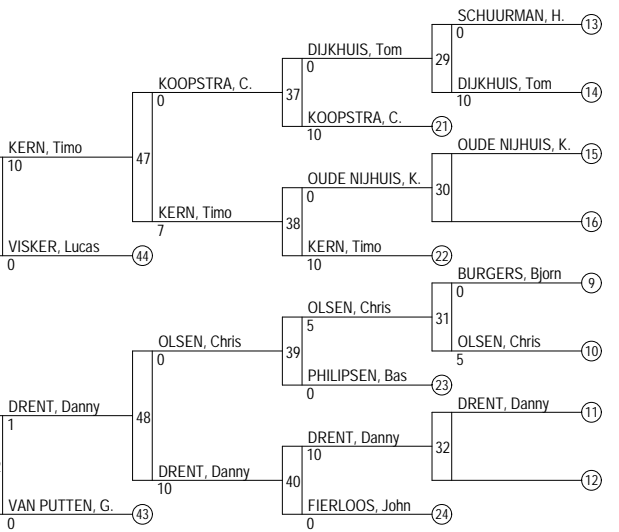 SCHUURMAN, H.
0
13
DIJKHUIS, Tom
0
29
DIJKHUIS, Tom
10
14
KOOPSTRA, C.
0
37
KOOPSTRA, C.
10
21
KERN, Timo
10
47
OUDE NIJHUIS, K.
15
OUDE NIJHUIS, K.
0
30
16
KERN, Timo
7
38
KERN, Timo
10
22
VISKER, Lucas
0
44
BURGERS, Bjorn
0
9
OLSEN, Chris
5
31
OLSEN, Chris
5
10
OLSEN, Chris
0
39
PHILIPSEN, Bas
0
23
DRENT, Danny
1
48
DRENT, Danny
11
DRENT, Danny
10
32
12
DRENT, Danny
10
40
FIERLOOS, John
0
24
VAN PUTTEN, G.
0
43